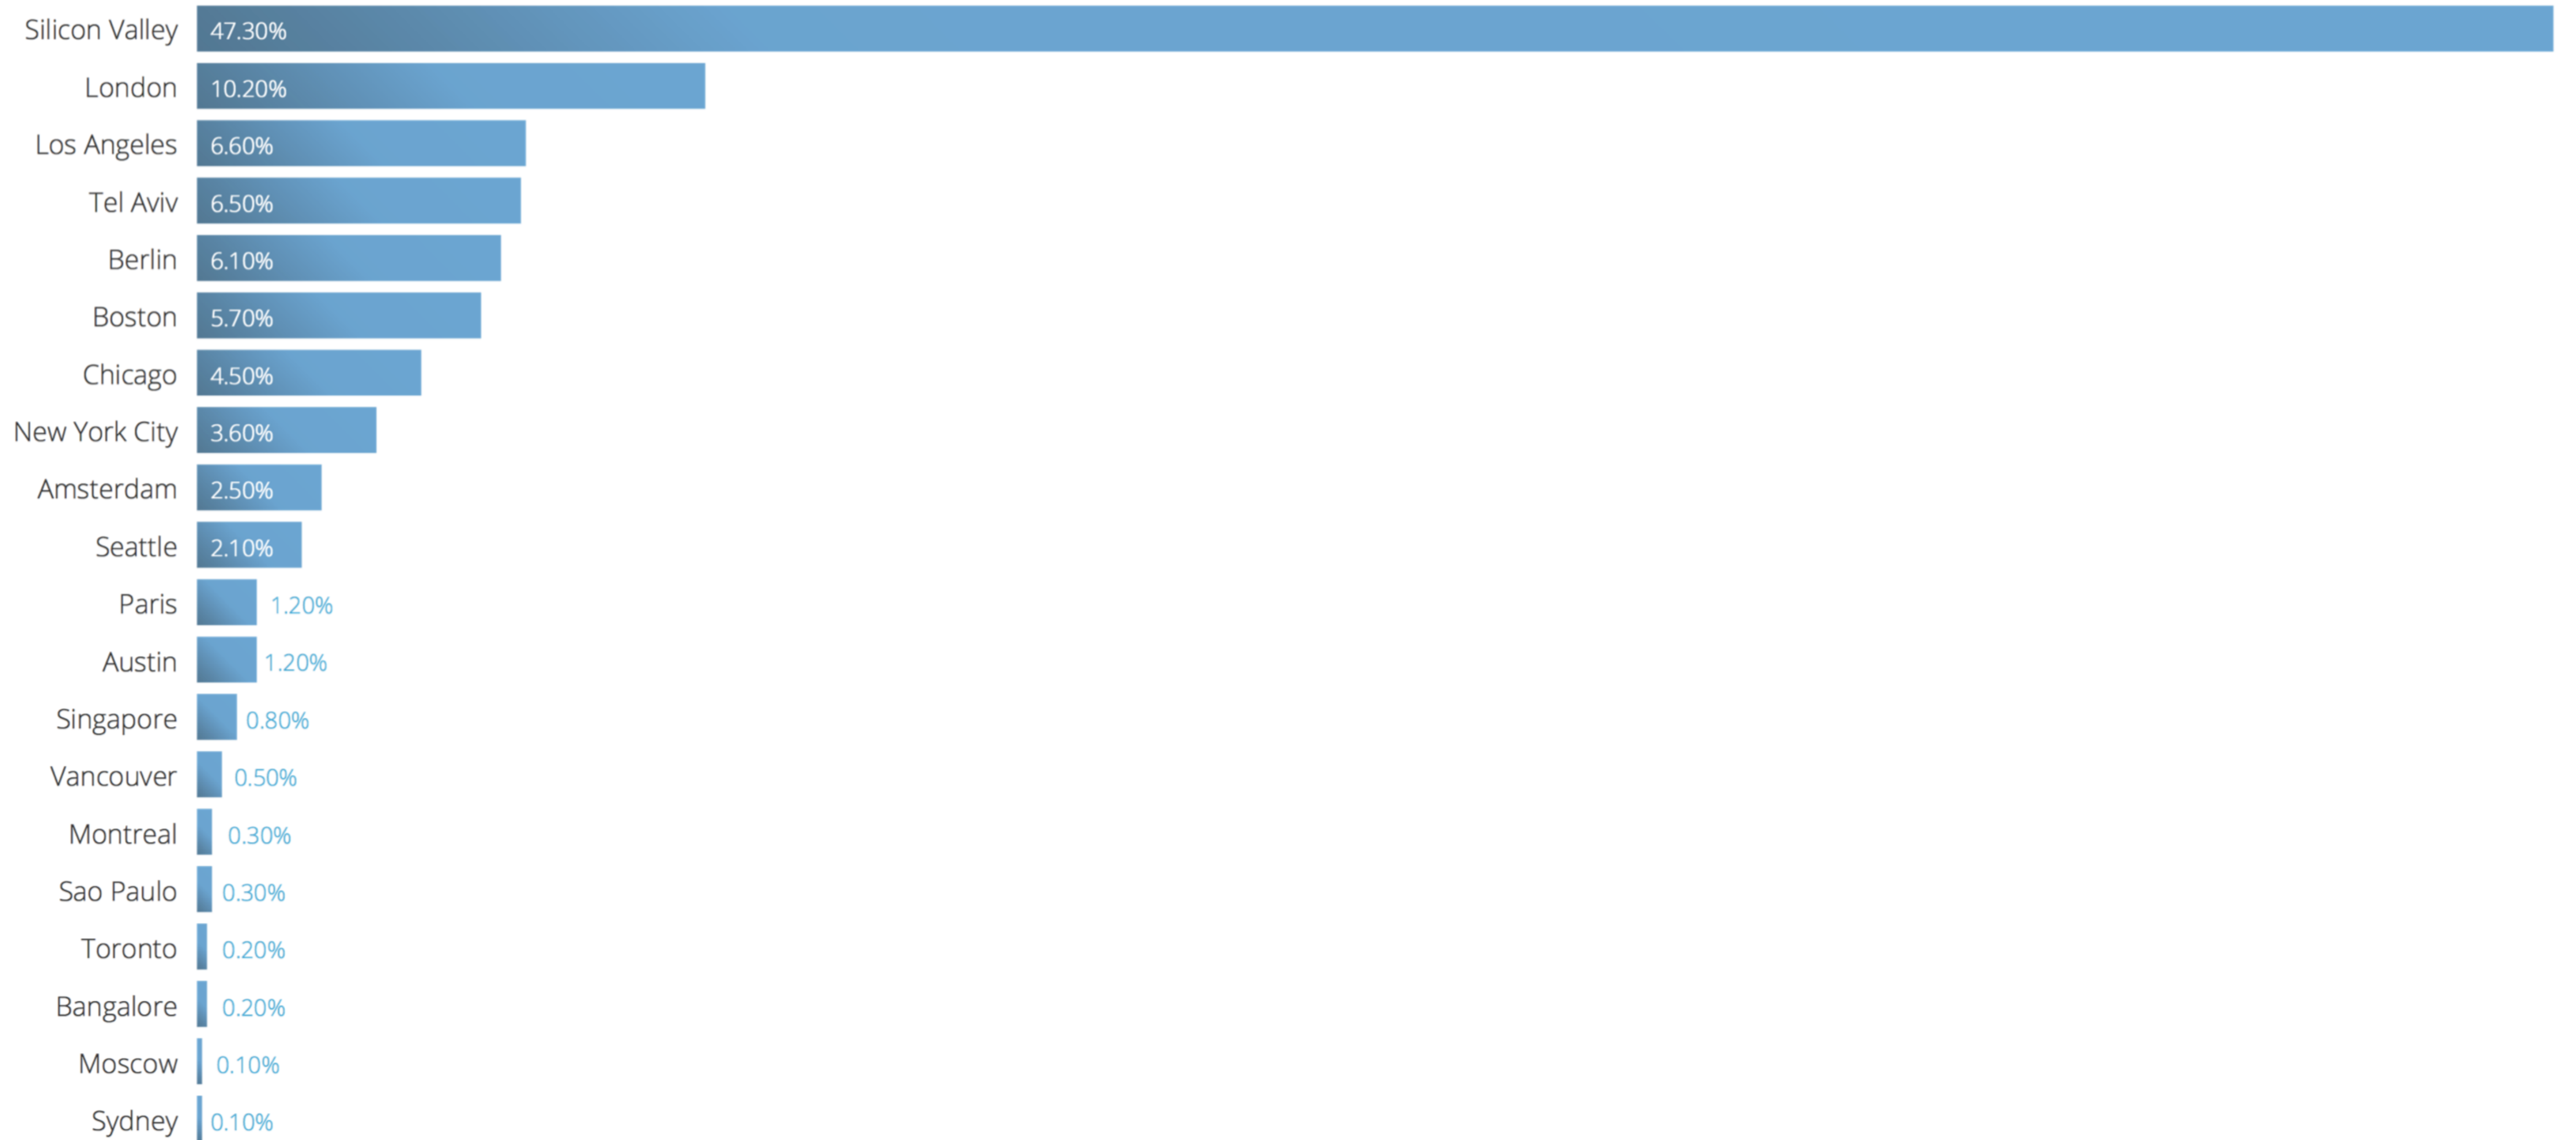 Silicon Valley 47.30%
London 10.20%
Los Angeles 6.60%
Tel Aviv 6.50%
Berlin 6.10%
Boston 5.70%
Chicago 4.50%
New York City 3.60%
Amsterdam 2.50%
Seattle 2.10%
Paris 1.20%
Austin 1.20%
Singapore 0.80%
Vancouver 0.50%
Montreal 0.30%
Sao Paulo 0.30%
Toronto 0.20%
Bangalore 0.20%
Moscow 0.10%
Sydney 0.10%